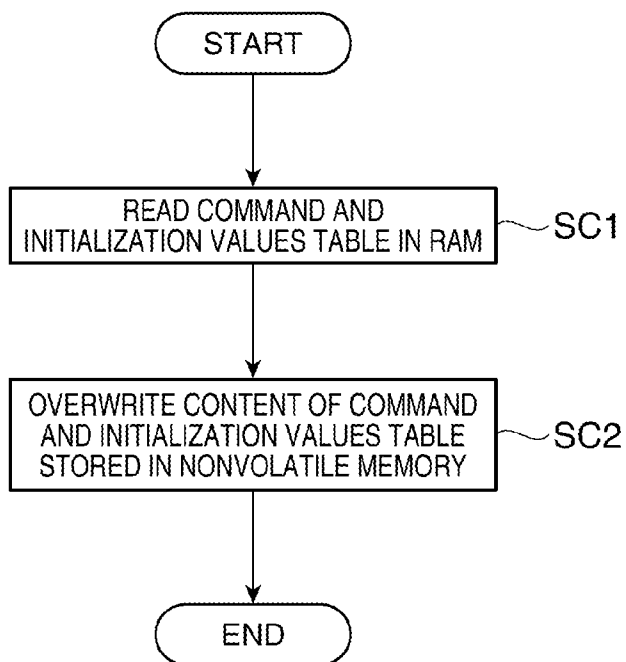 START
READ COMMAND AND
INITIALIZATION VALUES TABLE IN RAM
SC1
OVERWRITE CONTENT OF COMMAND
AND INITIALIZATION VALUES TABLE
STORED IN NONVOLATILE MEMORY
SC2
END